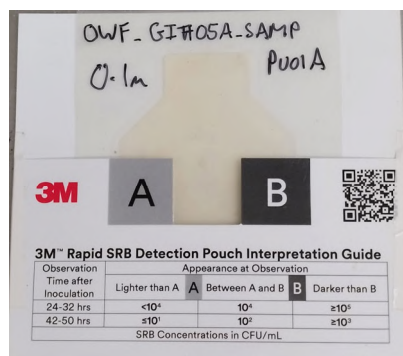 OWF_GIT#05A_SAMP
0.1m PU01A
3M A B
3M™ Rapid SRB Detection Pouch Interpretation Guide
Observation Time after Inoculation Appearance at Observation
Lighter than A A Between A and B B Darker than B
24-32 hrs <10⁴ 10⁴ ≥10⁵
42-50 hrs ≤10¹ 10² ≥10³
SRB Concentrations in CFU/mL